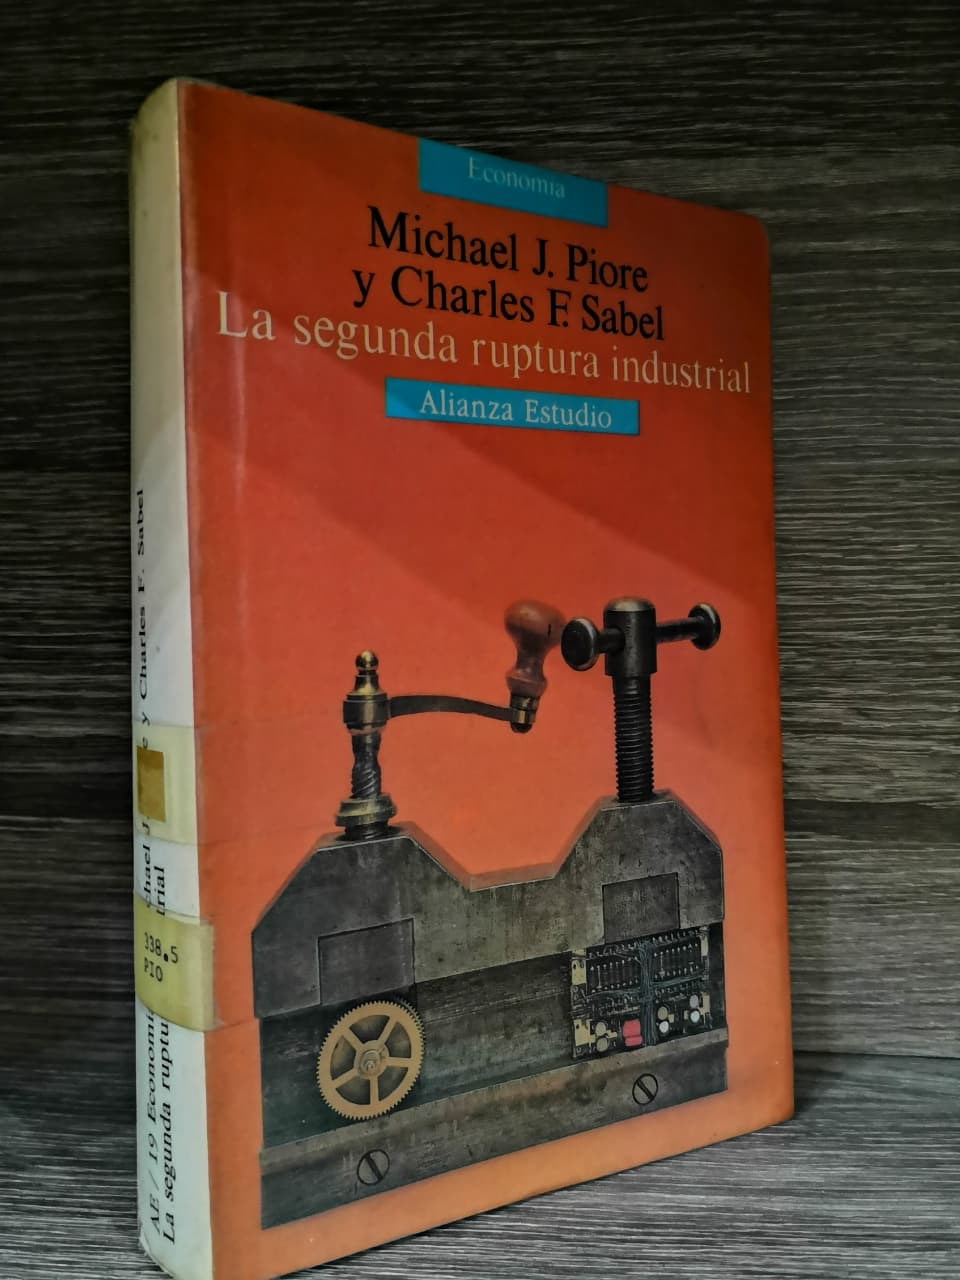 Economía
Michael J. Piore
y Charles F. Sabel
La segunda ruptura industrial
Alianza Estudio
y Charles F. Sabel
338.5
PIO
AE / 19 Economía
La segunda